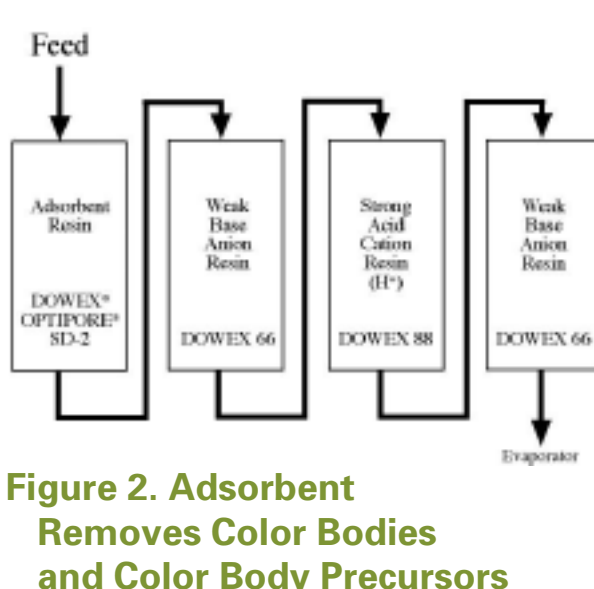 Feed
Adsorbent
Resin
DOWEX*
OPTIPORE*
SD-2
Weak
Base
Anion
Resin
DOWEX 66
Strong
Acid
Cation
Resin
(H+)
DOWEX 88
Weak
Base
Anion
Resin
DOWEX 66
Evaporator
Figure 2. Adsorbent
Removes Color Bodies
and Color Body Precursors